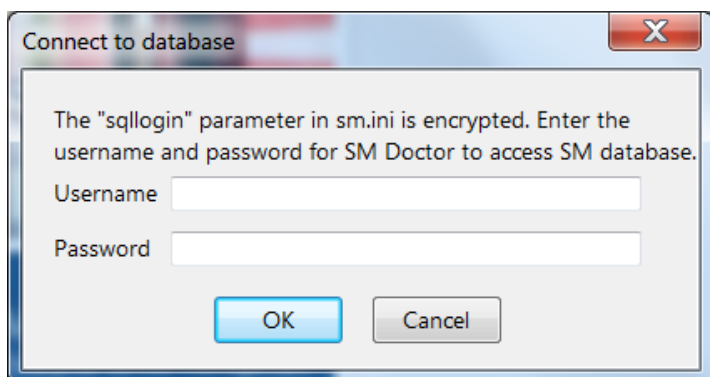 Connect to database
The "sqllogin" parameter in sm.ini is encrypted. Enter the
username and password for SM Doctor to access SM database.
Username
Password
OK Cancel